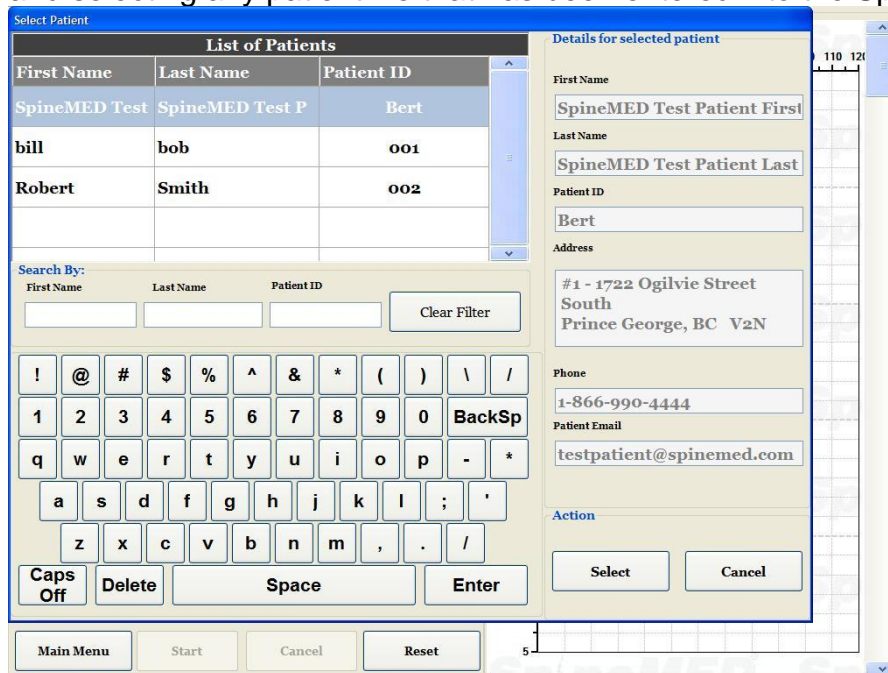 Select Patient
List of Patients
First Name Last Name Patient ID
SpineMED Test SpineMED Test P Bert
bill bob 001
Robert Smith 002
Search By:
First Name Last Name Patient ID
Clear Filter
! @ # $ % ^ & * ( ) \ /
1 2 3 4 5 6 7 8 9 0 BackSp
q w e r t y u i o p - *
a s d f g h j k l ; '
z x c v b n m , . /
Caps Off Delete Space Enter
Details for selected patient
First Name
SpineMED Test Patient First
Last Name
SpineMED Test Patient Last
Patient ID
Bert
Address
#1 - 1722 Ogilvie Street
South
Prince George, BC V2N
Phone
1-866-990-4444
Patient Email
testpatient@spinemed.com
Action
Select Cancel
110 120
Main Menu Start Cancel Reset
5
SpineMED